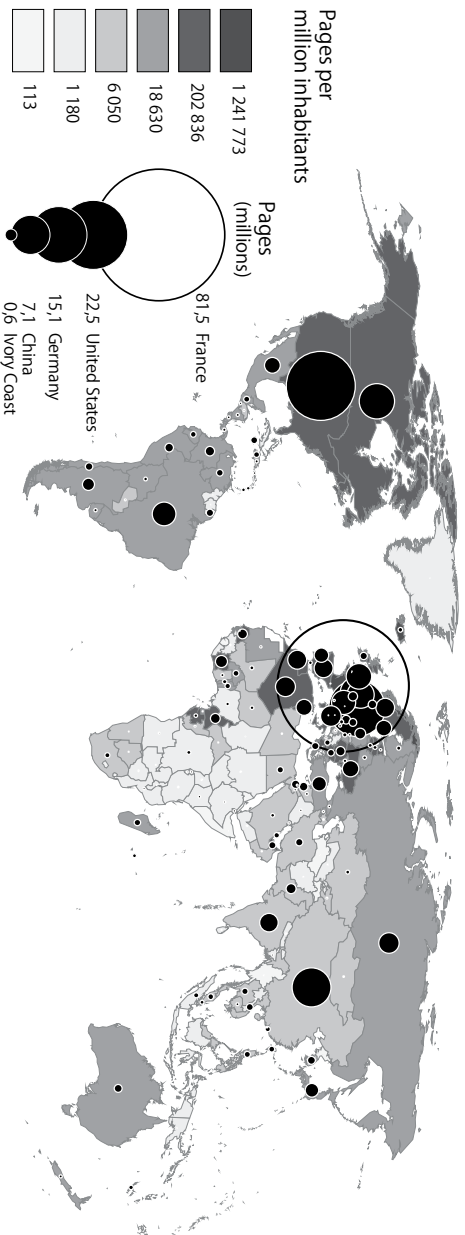 Pages per
million inhabitants
1 241 773
202 836
18 630
6 050
1 180
113
Pages
(millions)
81,5 France
22,5 United States
15,1 Germany
7,1 China
0,6 Ivory Coast